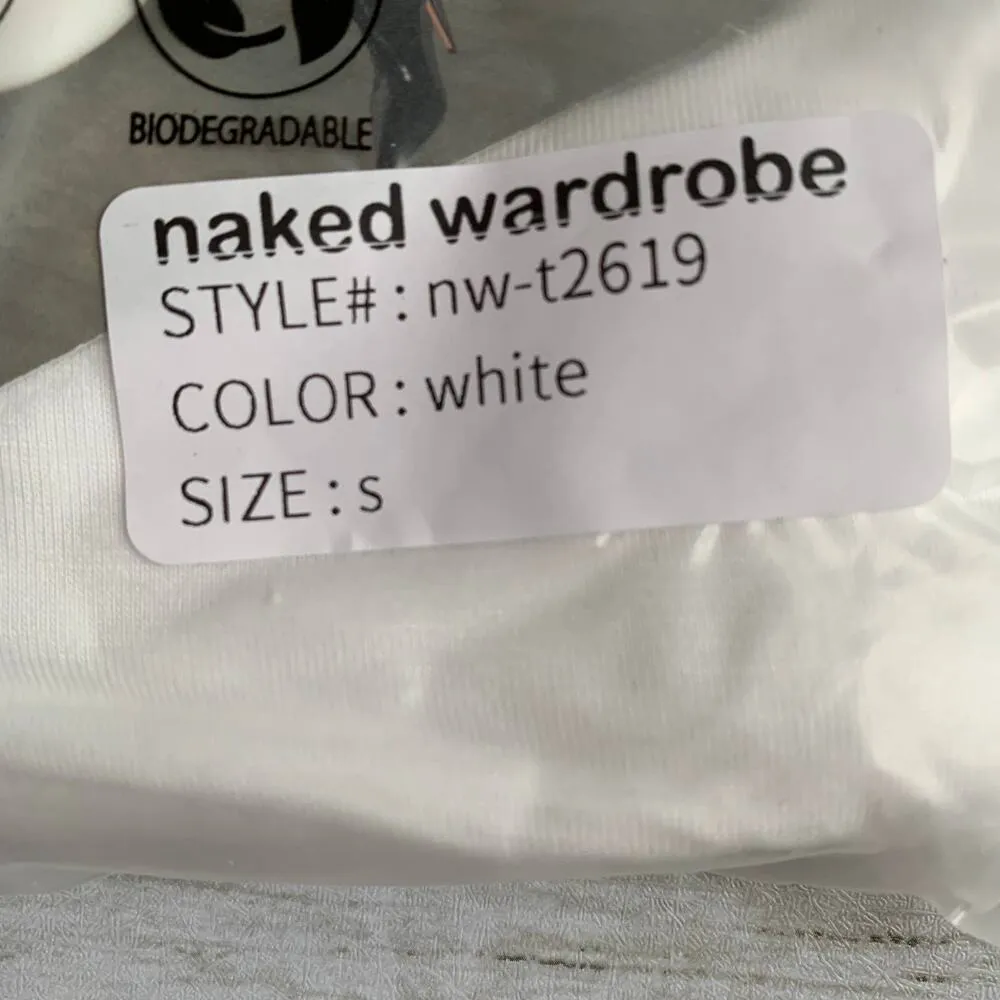 BIODEGRADABLE
naked wardrobe
STYLE# : nw-t2619
COLOR : white
SIZE : s